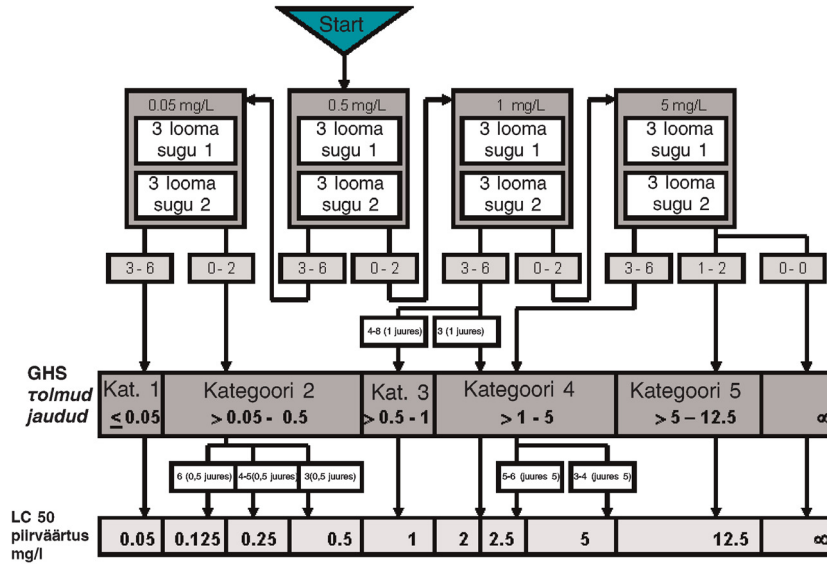 Start
0.05 mg/L
0.5 mg/L
1 mg/L
5 mg/L
3 looma
sugu 1
3 looma
sugu 1
3 looma
sugu 1
3 looma
sugu 1
3 looma
sugu 2
3 looma
sugu 2
3 looma
sugu 2
3 looma
sugu 2
3 - 6
0 - 2
3 - 6
0 - 2
3 - 6
0 - 2
3 - 6
1 - 2
0 - 0
4-8 (1 juures)
3 (1 juures)
GHS
τolmud
jaudud
Kat. 1
≤ 0.05
Kategoori 2
> 0.05 - 0.5
Kat. 3
> 0.5 - 1
Kategoori 4
> 1 - 5
Kategoori 5
> 5 – 12.5
∞
6 (0,5 juures)
4-5(0,5 juures)
3(0,5 juures)
5-6 (juures 5)
3-4 (juures 5)
LC 50
piirväärtus
mg/l
0.05
0.125
0.25
0.5
1
2
2.5
5
12.5
∞